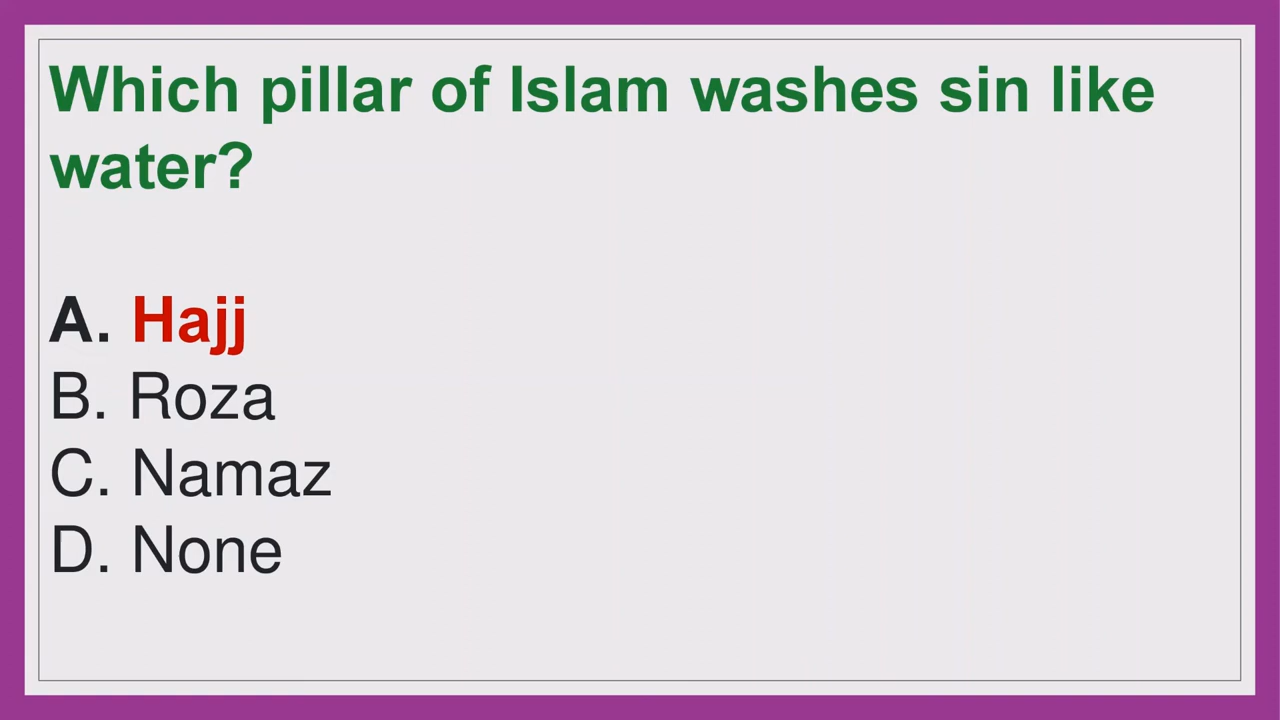 Which pillar of Islam washes sin like
water?
A. Hajj
B. Roza
C. Namaz
D. None